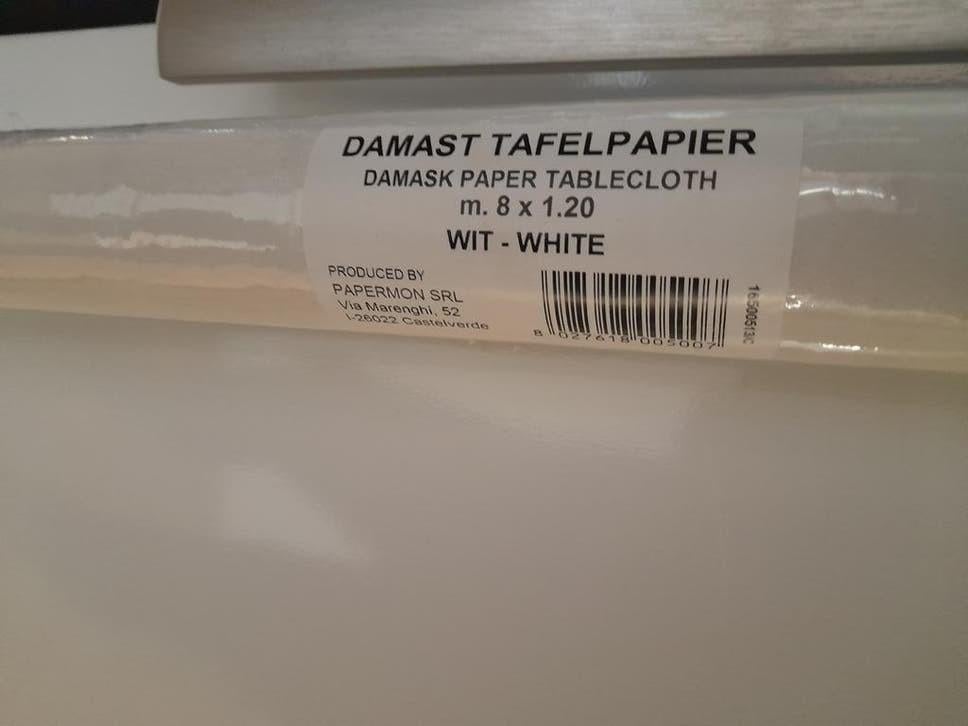 DAMAST TAFELPAPIER
DAMASK PAPER TABLECLOTH
m. 8 x 1.20
WIT - WHITE
PRODUCED BY
PAPERMON SRL
Via Marenghi, 52
I-26022 Castelverde
8 027618 005007
16500513/C